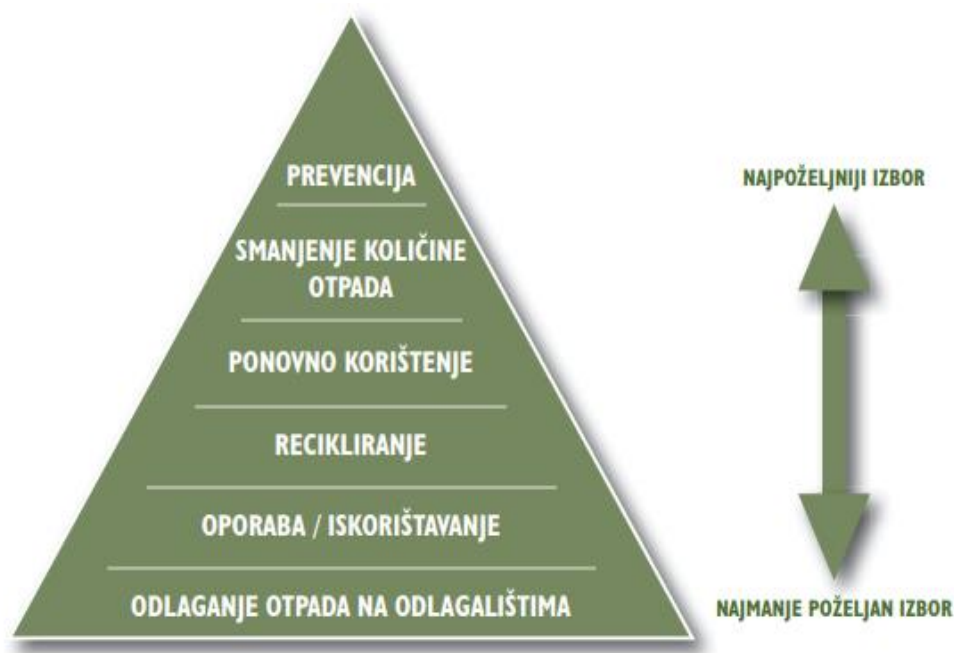 PREVENCIJA
SMANJENJE KOLIČINE
OTPADA
PONOVNO KORIŠTENJE
RECIKLIRANJE
OPORABA / ISKORIŠTAVANJE
ODLAGANJE OTPADA NA ODLAGALIŠTIMA
NAJPOŽELJNIJI IZBOR
NAJMANJE POŽELJAN IZBOR